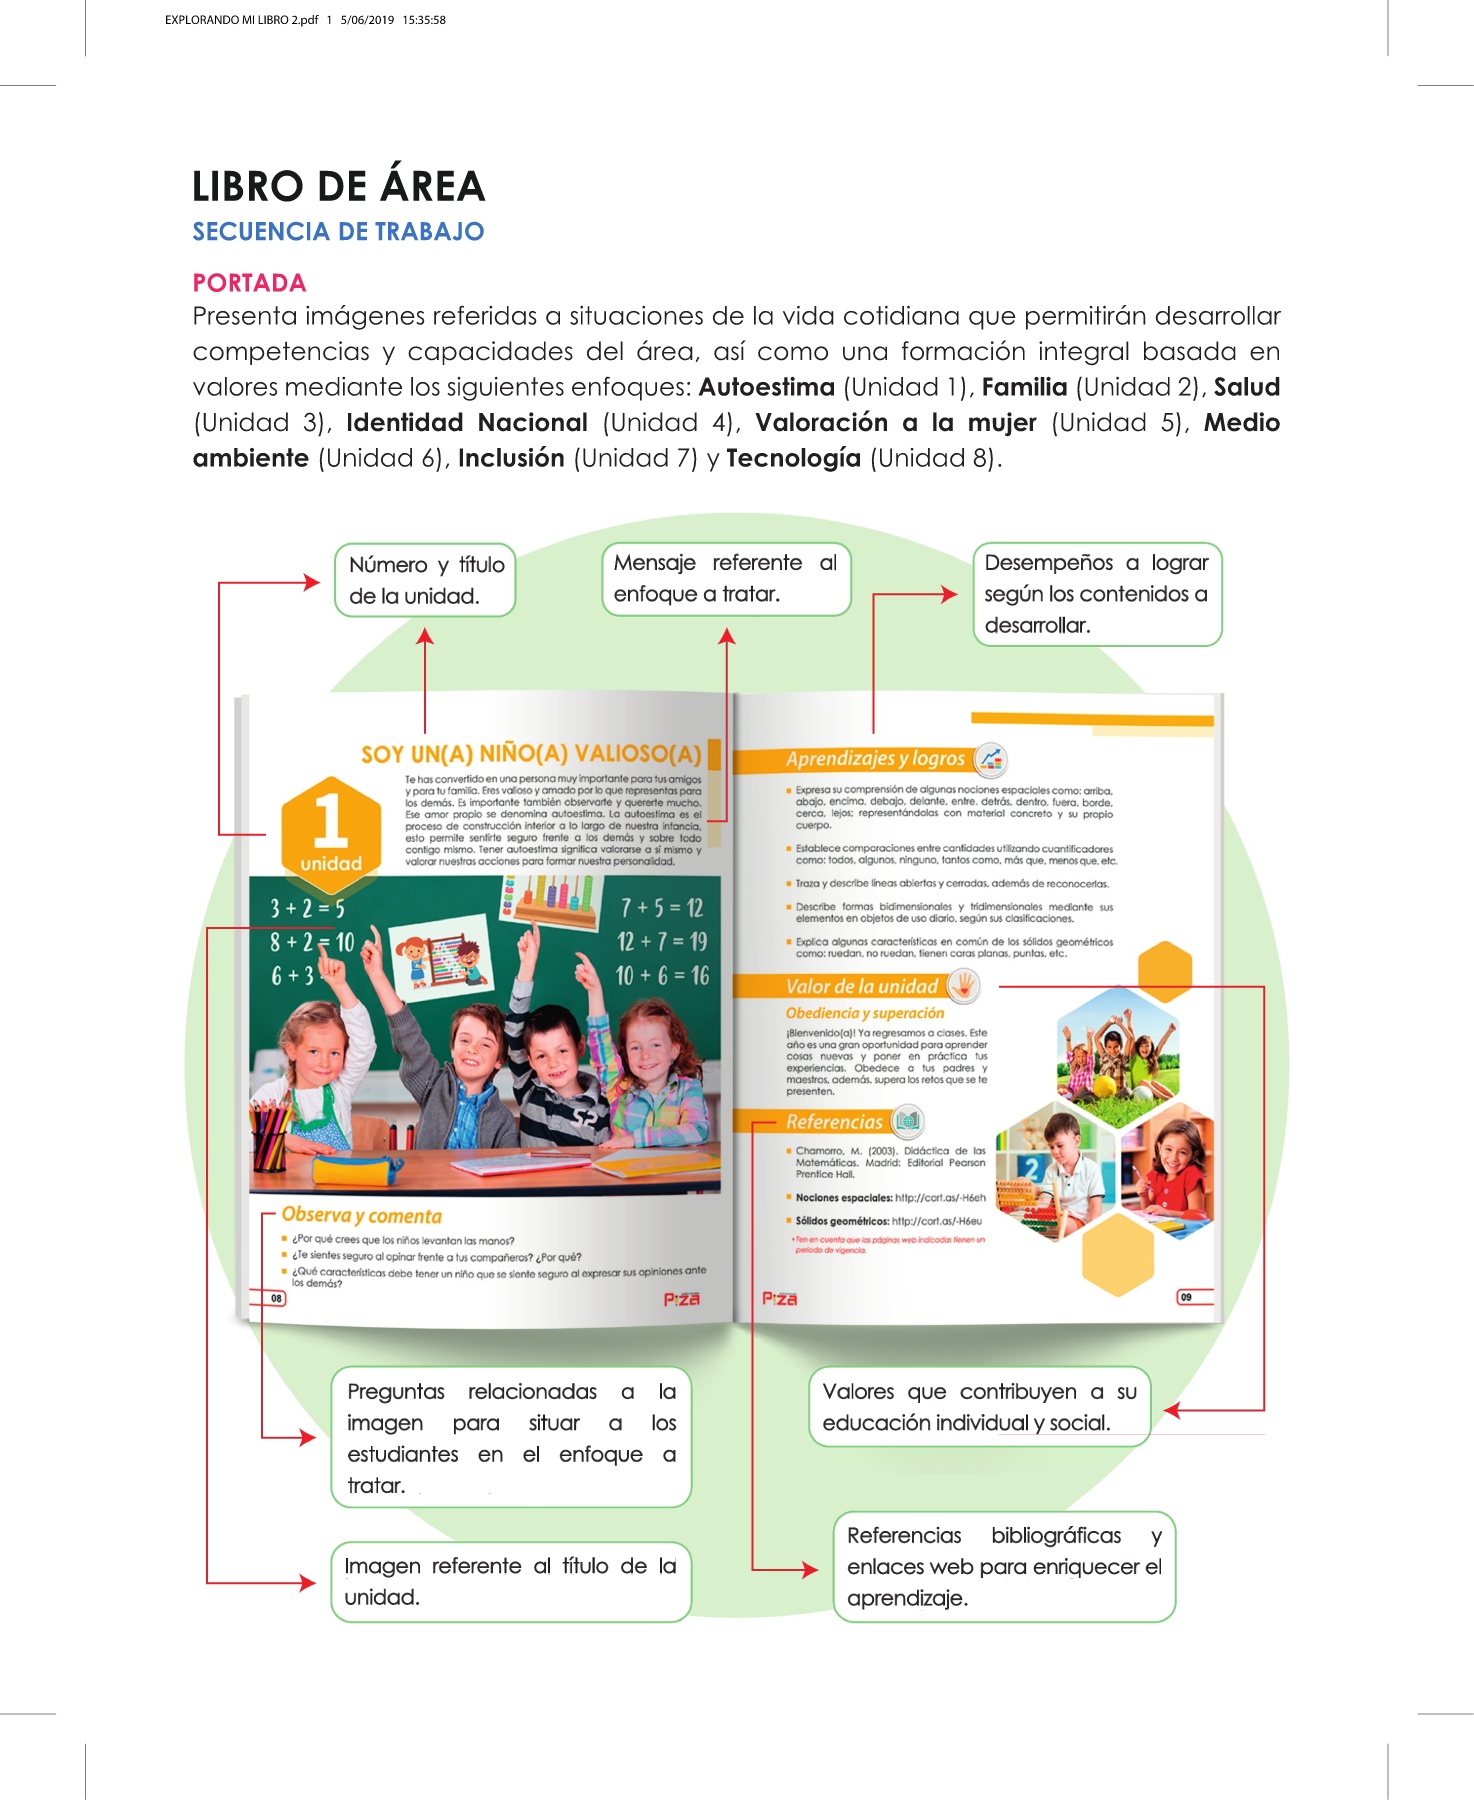 EXPLORANDO MI LIBRO 2.pdf   1   5/06/2019   15:35:58
LIBRO DE ÁREA
SECUENCIA DE TRABAJO
PORTADA
Presenta imágenes referidas a situaciones de la vida cotidiana que permitirán desarrollar
competencias y capacidades del área, así como una formación integral basada en
valores mediante los siguientes enfoques: Autoestima (Unidad 1), Familia (Unidad 2), Salud
(Unidad 3), Identidad Nacional (Unidad 4), Valoración a la mujer (Unidad 5), Medio
ambiente (Unidad 6), Inclusión (Unidad 7) y Tecnología (Unidad 8).
Número y título
de la unidad.
Mensaje referente al
enfoque a tratar.
Desempeños a lograr
según los contenidos a
desarrollar.
SOY UN(A) NIÑO(A) VALIOSO(A)
1
unidad
Te has convertido en una persona muy importante para tus amigos
y para tu familia. Eres valioso y amado por lo que representas para
los demás. Es importante también observarte y quererte mucho.
Ese amor propio se denomina autoestima. La autoestima es el
proceso de construcción interior a lo largo de nuestra infancia,
esto permite sentirte seguro frente a los demás y sobre todo
contigo mismo. Tener autoestima significa valorarse a sí mismo y
valorar nuestras acciones para formar nuestra personalidad.
3 + 2 = 5
8 + 2 = 10
6 + 3
7 + 5 = 12
12 + 7 = 19
10 + 6 = 16
Observa y comenta
¿Por qué crees que los niños levantan las manos?
¿Te sientes seguro al opinar frente a tus compañeros? ¿Por qué?
¿Qué características debe tener un niño que se siente seguro al expresar sus opiniones ante
los demás?
08
Piza
Aprendizajes y logros
Expresa su comprensión de algunas nociones espaciales como: arriba,
abajo, encima, debajo, delante, entre, detrás, dentro, fuera, borde,
cerca, lejos; representándolas con material concreto y su propio
cuerpo.
Establece comparaciones entre cantidades utilizando cuantificadores
como: todos, algunos, ninguno, tantos como, más que, menos que, etc.
Traza y describe líneas abiertas y cerradas, además de reconocerlas.
Describe formas bidimensionales y tridimensionales mediante sus
elementos en objetos de uso diario, según sus clasificaciones.
Explica algunas características en común de los sólidos geométricos
como: ruedan, no ruedan, tienen caras planas, puntas, etc.
Valor de la unidad
Obediencia y superación
¡Bienvenido(a)! Ya regresamos a clases. Este
año es una gran oportunidad para aprender
cosas nuevas y poner en práctica tus
experiencias. Obedece a tus padres y
maestros, además, supera los retos que se te
presenten.
Referencias
Chamorro, M. (2003). Didáctica de las
Matemáticas. Madrid: Editorial Pearson
Prentice Hall.
Nociones espaciales: http://cort.as/-H6eh
Sólidos geométricos: http://cort.as/-H6eu
* Ten en cuenta que las páginas web indicadas tienen un
periodo de vigencia.
2
Piza
09
Preguntas relacionadas a la
imagen para situar a los
estudiantes en el enfoque a
tratar.
Valores que contribuyen a su
educación individual y social.
Imagen referente al título de la
unidad.
Referencias bibliográficas y
enlaces web para enriquecer el
aprendizaje.